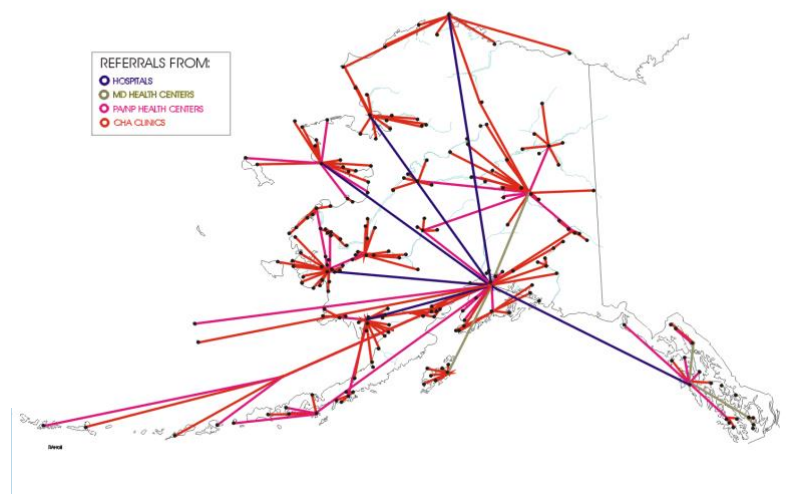 REFERRALS FROM:
HOSPITALS
MD HEALTH CENTERS
PA/NP HEALTH CENTERS
CHA CLINICS